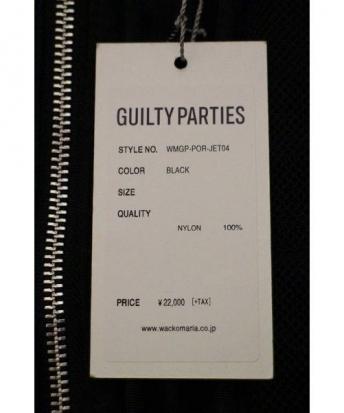 GUILTY PARTIES
STYLE NO. WMGP-POR-JET04
COLOR BLACK
SIZE
QUALITY
NYLON 100%
PRICE ¥22,000 [+TAX]
www.wackomaria.co.jp